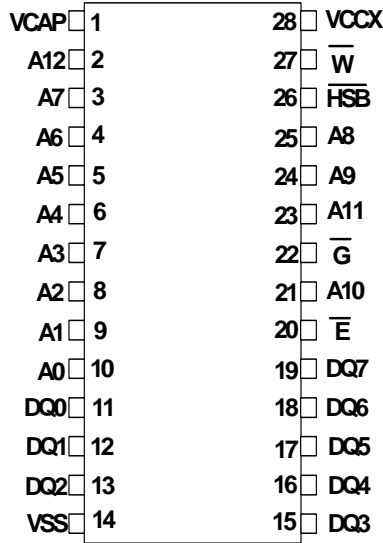 VCAP 1 28 VCCX
A12 2 27 W̅
A7 3 26 H̅S̅B̅
A6 4 25 A8
A5 5 24 A9
A4 6 23 A11
A3 7 22 G̅
A2 8 21 A10
A1 9 20 E̅
A0 10 19 DQ7
DQ0 11 18 DQ6
DQ1 12 17 DQ5
DQ2 13 16 DQ4
VSS 14 15 DQ3